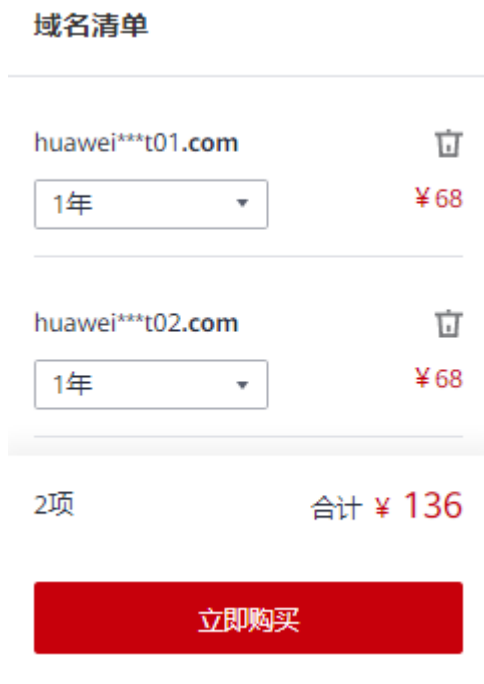 域名清单
huawei***t01.com
1年
¥68
huawei***t02.com
1年
¥68
2项 合计 ¥ 136
立即购买